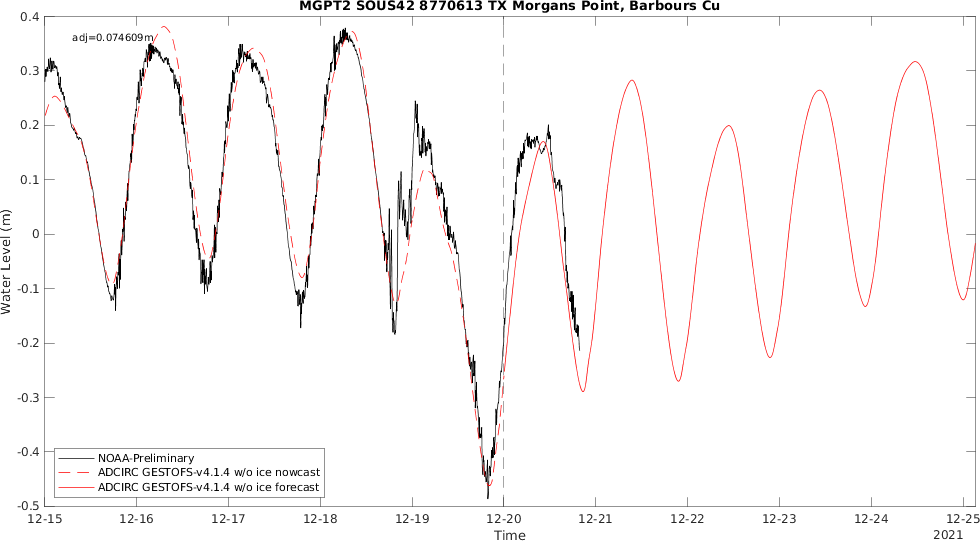 MGPT2 SOUS42 8770613 TX Morgans Point, Barbours Cu
adj=0.074609m
0.4
0.3
0.2
0.1
0
-0.1
-0.2
-0.3
-0.4
-0.5
Water Level (m)
NOAA-Preliminary
ADCIRC GESTOFS-v4.1.4 w/o ice nowcast
ADCIRC GESTOFS-v4.1.4 w/o ice forecast
12-15 12-16 12-17 12-18 12-19 12-20 12-21 12-22 12-23 12-24 12-25
Time
2021